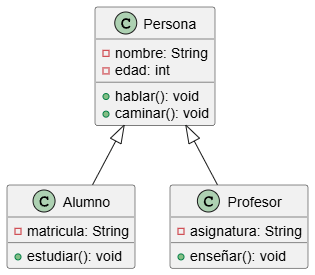 C Persona
nombre: String
edad: int
hablar(): void
caminar(): void
C Alumno
matricula: String
estudiar(): void
C Profesor
asignatura: String
enseñar(): void